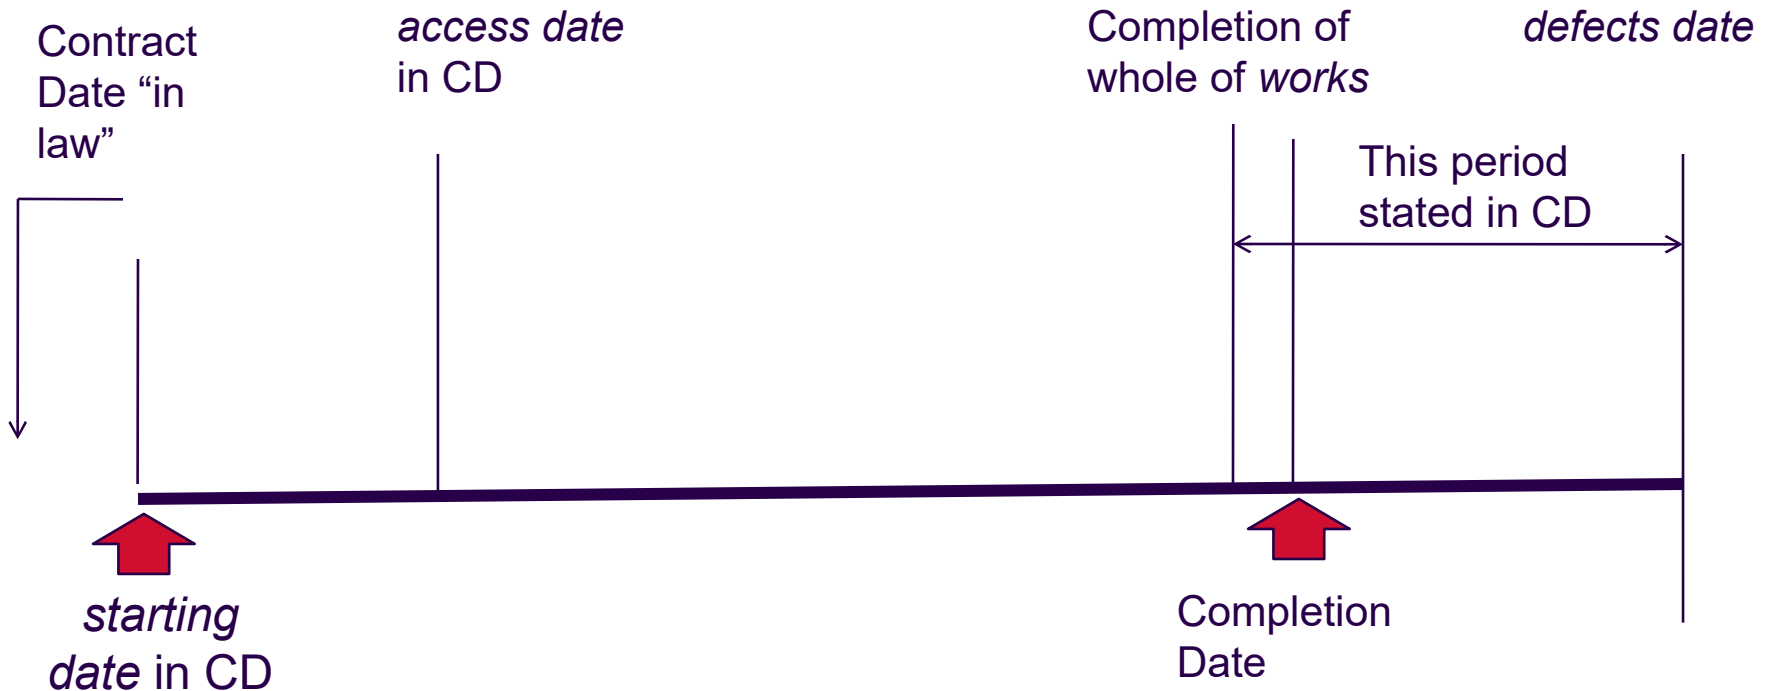 Contract
Date “in
law”
access date
in CD
Completion of
whole of works
defects date
This period
stated in CD
starting
date in CD
Completion
Date